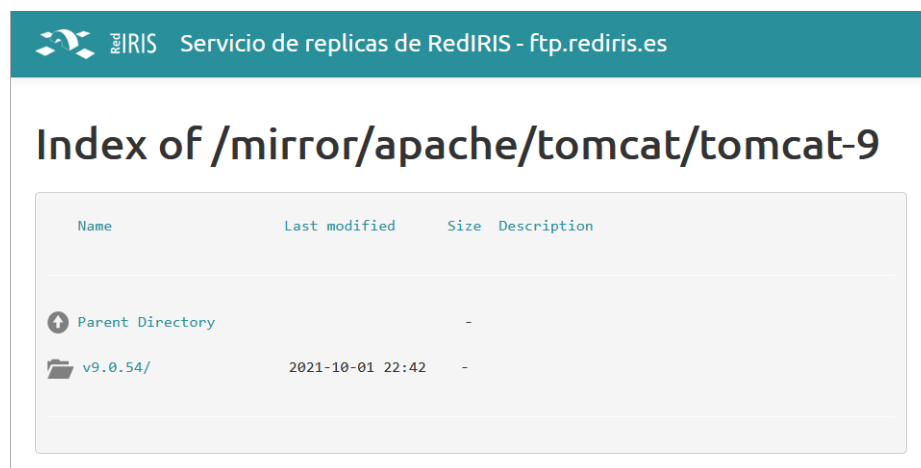 RedIRIS Servicio de replicas de RedIRIS - ftp.rediris.es
Index of /mirror/apache/tomcat/tomcat-9
Name Last modified Size Description
Parent Directory -
v9.0.54/ 2021-10-01 22:42 -